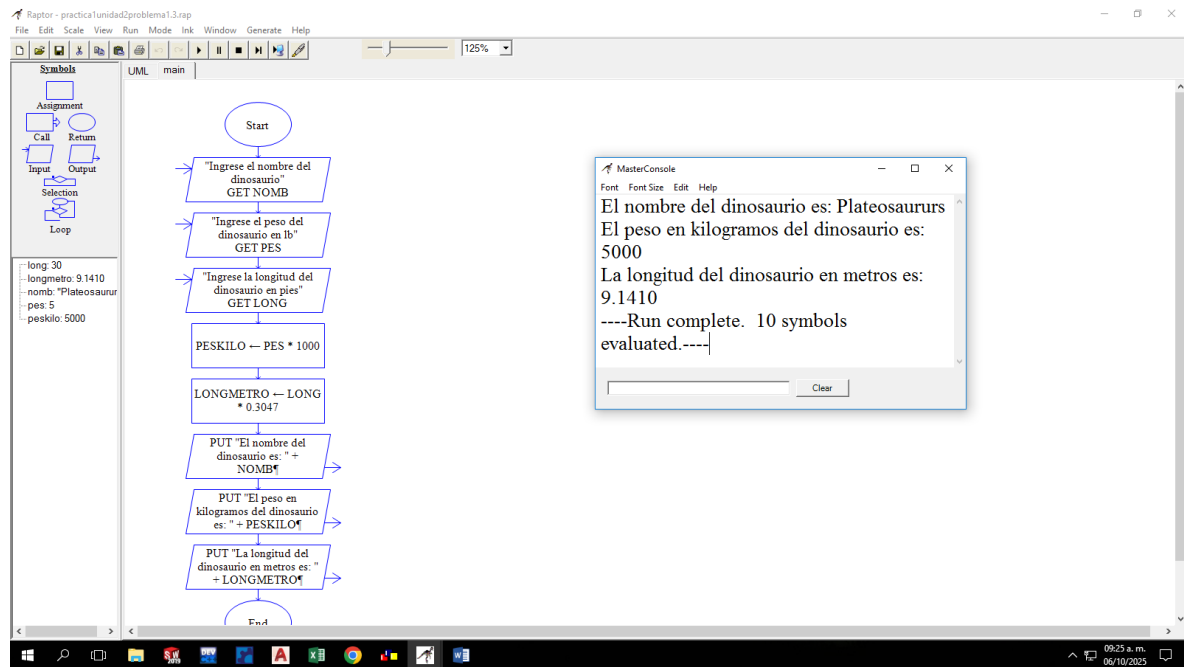 Raptor - practica1unidad2problema1.3.rap
File Edit Scale View Run Mode Ink Window Generate Help
125%
Symbols
Assignment
Call Return
Input Output
Selection
Loop
long: 30
longmetro: 9.1410
nomb: "Plateosaurur
pes: 5
peskilo: 5000
UML main
Start
"Ingrese el nombre del
dinosaurio"
GET NOMB
"Ingrese el peso del
dinosaurio en lb"
GET PES
"Ingrese la longitud del
dinosaurio en pies"
GET LONG
PESKILO ← PES * 1000
LONGMETRO ← LONG
* 0.3047
PUT "El nombre del
dinosaurio es: " +
NOMB¶
PUT "El peso en
kilogramos del dinosaurio
es: " + PESKILO¶
PUT "La longitud del
dinosaurio en metros es: "
+ LONGMETRO¶
End
MasterConsole
Font Font Size Edit Help
El nombre del dinosaurio es: Plateosaururs
El peso en kilogramos del dinosaurio es:
5000
La longitud del dinosaurio en metros es:
9.1410
----Run complete. 10 symbols
evaluated.----
Clear
SW
2019
DEV
A
09:25 a. m.
06/10/2025